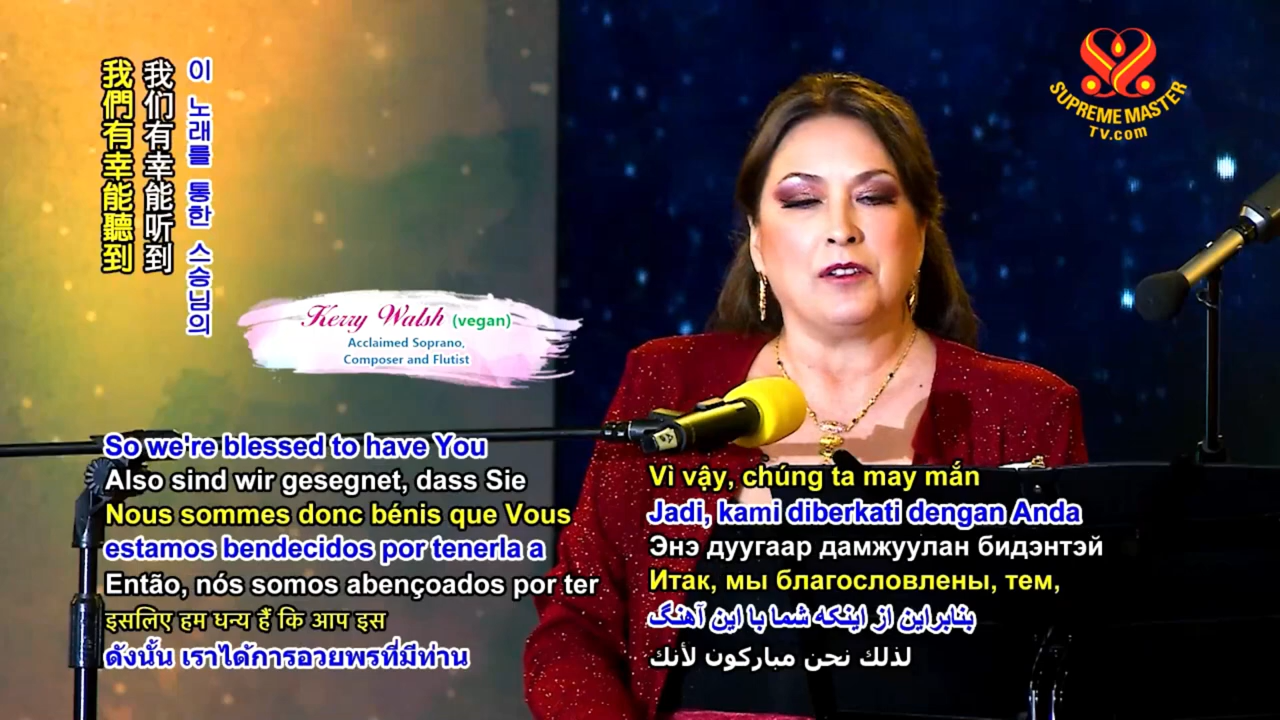 이 노래를 통한 스승님의
我们有幸能听到
我們有幸能聽到
SUPREME MASTER
TV.com
Kerry Walsh (vegan)
Acclaimed Soprano,
Composer and Flutist
So we're blessed to have You
Also sind wir gesegnet, dass Sie
Nous sommes donc bénis que Vous
estamos bendecidos por tenerla a
Então, nós somos abençoados por ter
इसलिए हम धन्य हैं कि आप इस
ดังนั้น เราได้การอวยพรที่มีท่าน
Vì vậy, chúng ta may mắn
Jadi, kami diberkati dengan Anda
Энэ дуугаар дамжуулан бидэнтэй
Итак, мы благословлены, тем,
بنابراین از اینکه شما با این آهنگ
لذلك نحن مباركون لأنك